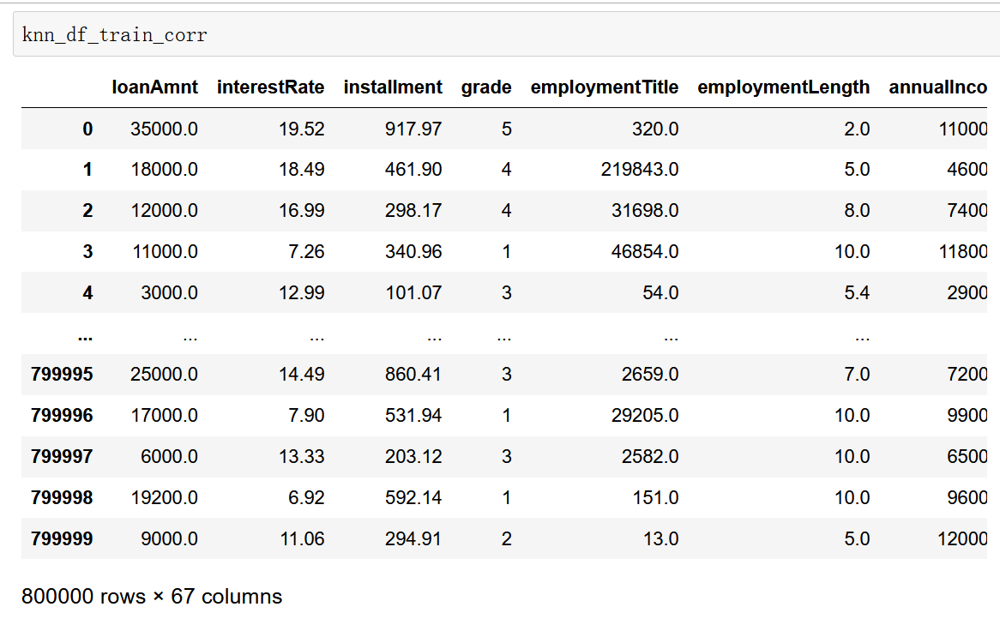 knn_df_train_corr
loanAmnt interestRate installment grade employmentTitle employmentLength annualInco
0 35000.0 19.52 917.97 5 320.0 2.0 11000
1 18000.0 18.49 461.90 4 219843.0 5.0 4600
2 12000.0 16.99 298.17 4 31698.0 8.0 7400
3 11000.0 7.26 340.96 1 46854.0 10.0 11800
4 3000.0 12.99 101.07 3 54.0 5.4 2900
... ... ... ... ... ... ...
799995 25000.0 14.49 860.41 3 2659.0 7.0 7200
799996 17000.0 7.90 531.94 1 29205.0 10.0 9900
799997 6000.0 13.33 203.12 3 2582.0 10.0 6500
799998 19200.0 6.92 592.14 1 151.0 10.0 9600
799999 9000.0 11.06 294.91 2 13.0 5.0 12000
800000 rows × 67 columns